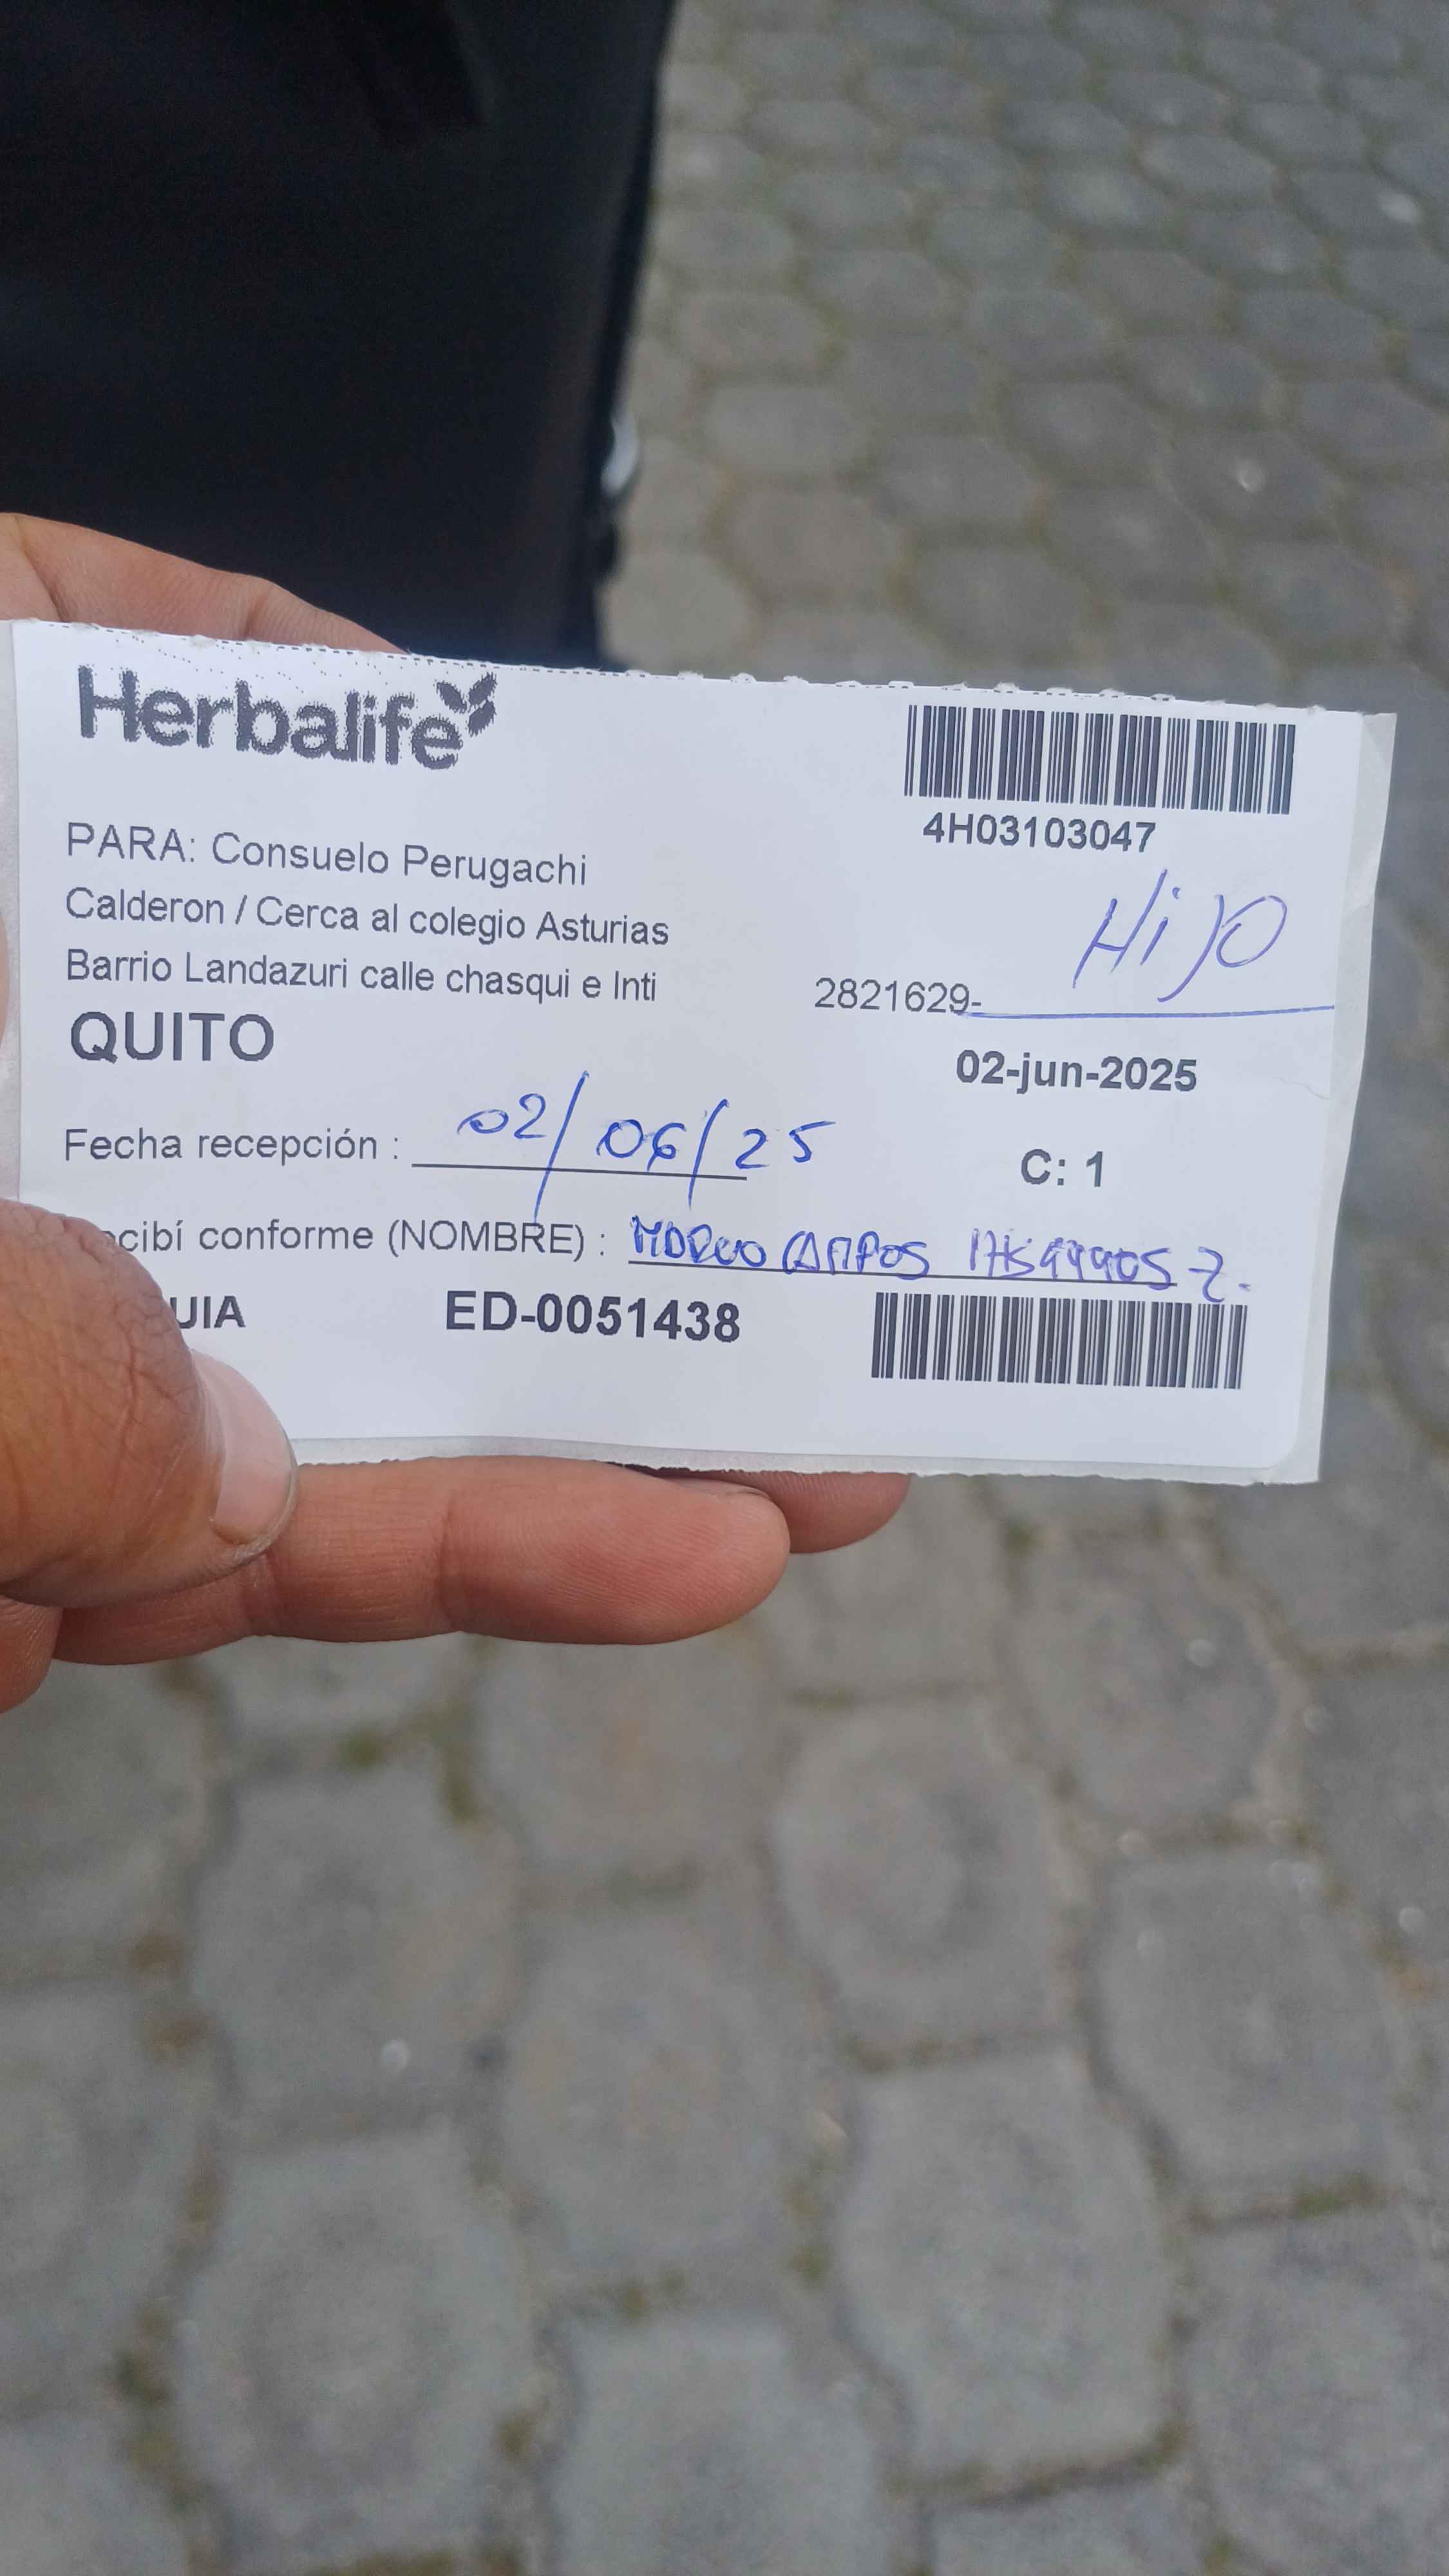 Herbalife
4H03103047
PARA: Consuelo Perugachi
Calderon / Cerca al colegio Asturias
Barrio Landazuri calle chasqui e Inti
HiJO
2821629-
QUITO
02-jun-2025
Fecha recepción : 02/06/25
C: 1
cibí conforme (NOMBRE) : CAMPOS
UIA ED-0051438